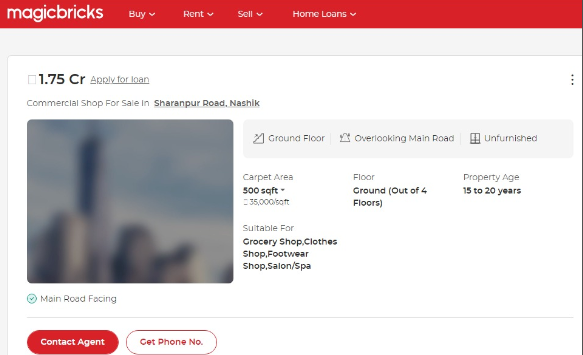 magicbricks Buy Rent Sell Home Loans
1.75 Cr Apply for loan
Commercial Shop For Sale in Sharanpur Road, Nashik
Ground Floor Overlooking Main Road Unfurnished
Carpet Area Floor Property Age
500 sqft Ground (Out of 4 15 to 20 years
35,000/sqft Floors)
Suitable For
Grocery Shop,Clothes
Shop,Footwear
Shop,Salon/Spa
Main Road Facing
Contact Agent Get Phone No.